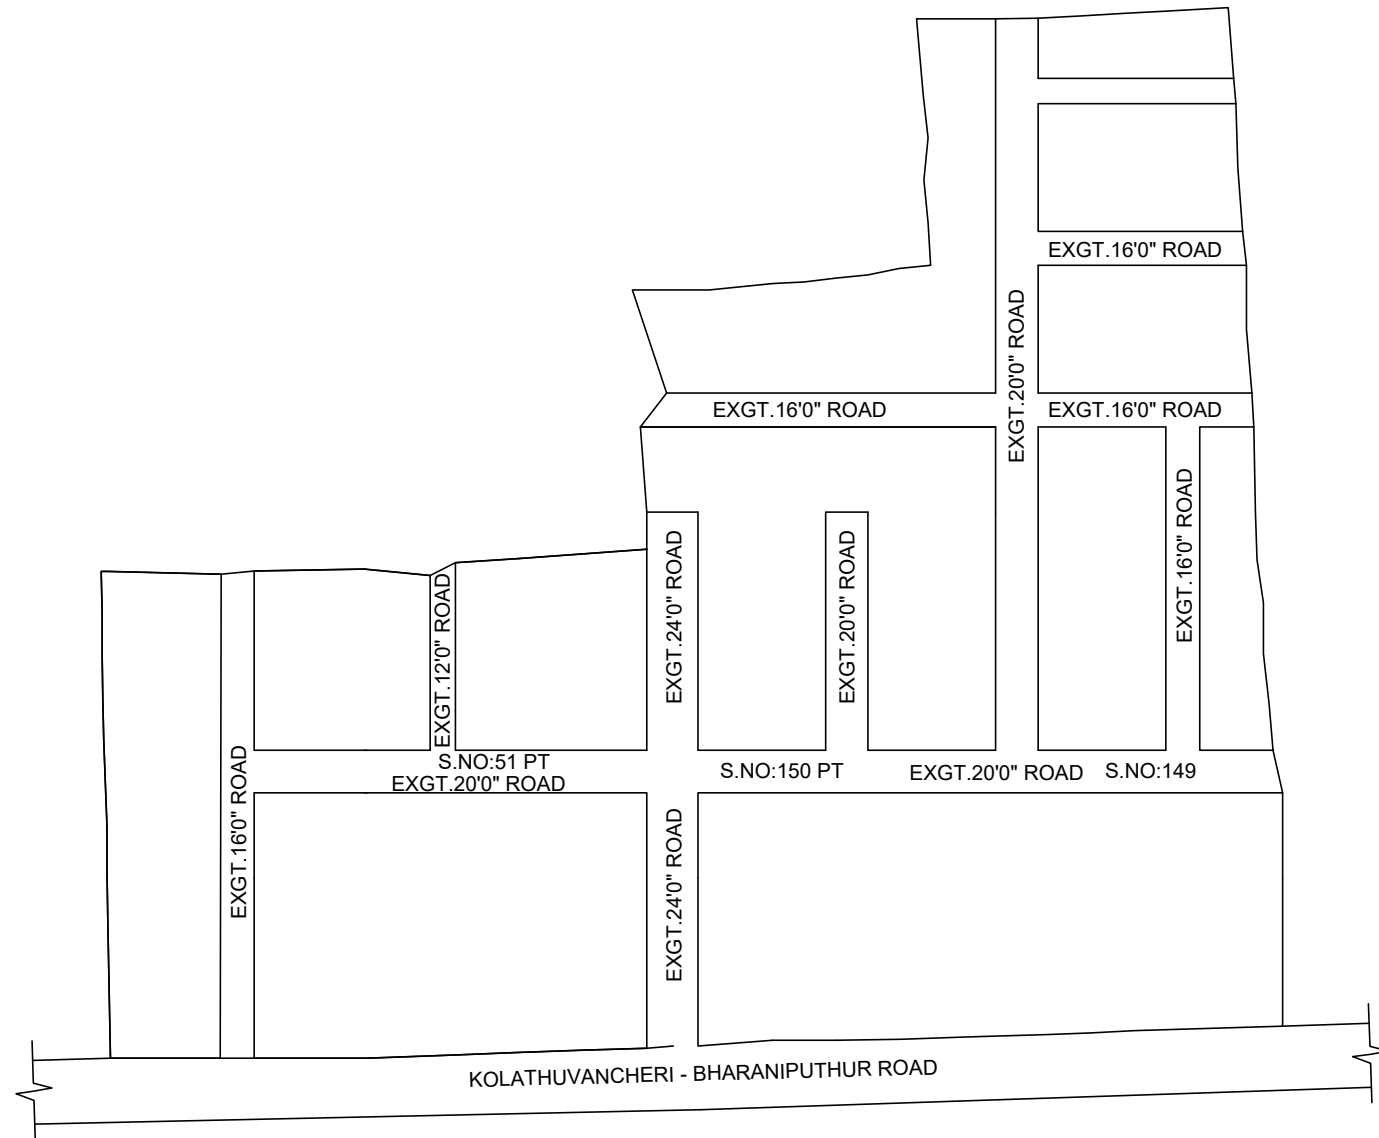 EXGT.16'0" ROAD
EXGT.20'0" ROAD
EXGT.16'0" ROAD
EXGT.16'0" ROAD
EXGT.16'0" ROAD
EXGT.24'0" ROAD
EXGT.20'0" ROAD
EXGT.12'0" ROAD
S.NO:51 PT
EXGT.20'0" ROAD
S.NO:150 PT
EXGT.20'0" ROAD
S.NO:149
EXGT.16'0" ROAD
EXGT.24'0" ROAD
KOLATHUVANCHERI - BHARANIPUTHUR ROAD